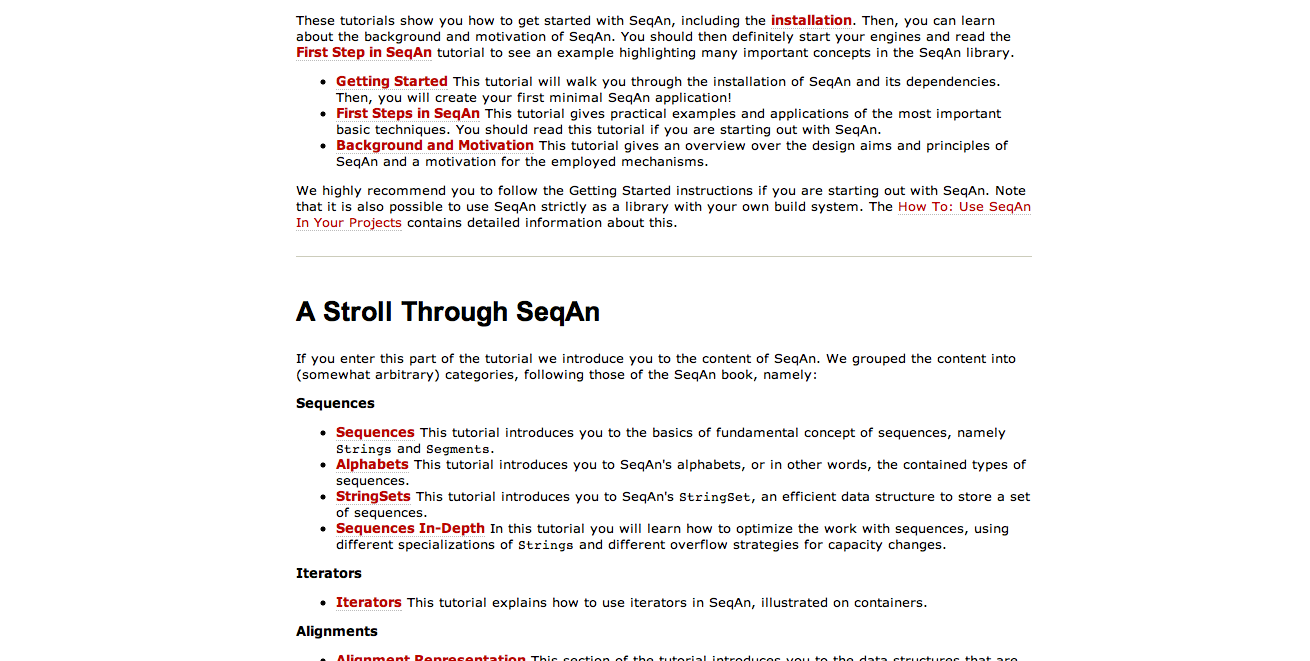 These tutorials show you how to get started with SeqAn, including the installation. Then, you can learn
about the background and motivation of SeqAn. You should then definitely start your engines and read the
First Step in SeqAn tutorial to see an example highlighting many important concepts in the SeqAn library.
• Getting Started This tutorial will walk you through the installation of SeqAn and its dependencies.
Then, you will create your first minimal SeqAn application!
• First Steps in SeqAn This tutorial gives practical examples and applications of the most important
basic techniques. You should read this tutorial if you are starting out with SeqAn.
• Background and Motivation This tutorial gives an overview over the design aims and principles of
SeqAn and a motivation for the employed mechanisms.
We highly recommend you to follow the Getting Started instructions if you are starting out with SeqAn. Note
that it is also possible to use SeqAn strictly as a library with your own build system. The How To: Use SeqAn
In Your Projects contains detailed information about this.
A Stroll Through SeqAn
If you enter this part of the tutorial we introduce you to the content of SeqAn. We grouped the content into
(somewhat arbitrary) categories, following those of the SeqAn book, namely:
Sequences
• Sequences This tutorial introduces you to the basics of fundamental concept of sequences, namely
Strings and Segments.
• Alphabets This tutorial introduces you to SeqAn's alphabets, or in other words, the contained types of
sequences.
• StringSets This tutorial introduces you to SeqAn's StringSet, an efficient data structure to store a set
of sequences.
• Sequences In-Depth In this tutorial you will learn how to optimize the work with sequences, using
different specializations of Strings and different overflow strategies for capacity changes.
Iterators
• Iterators This tutorial explains how to use iterators in SeqAn, illustrated on containers.
Alignments
• Alignment Representation This section of the tutorial introduces you to the data structures that are